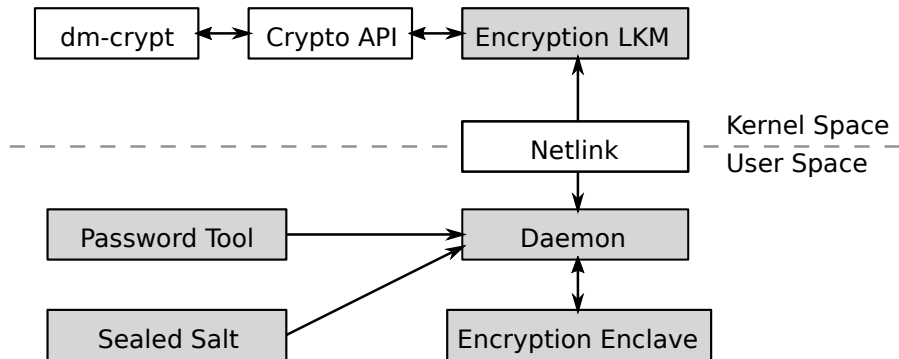 dm-crypt
Crypto API
Encryption LKM
Kernel Space
Netlink
User Space
Password Tool
Daemon
Sealed Salt
Encryption Enclave